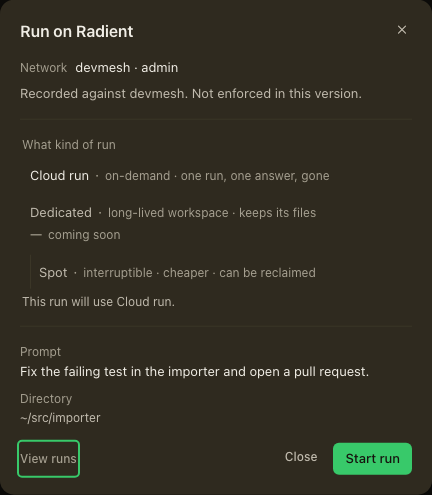 Run on Radient ×
Network devmesh · admin
Recorded against devmesh. Not enforced in this version.
What kind of run
Cloud run · on-demand · one run, one answer, gone
Dedicated · long-lived workspace · keeps its files
— coming soon
Spot · interruptible · cheaper · can be reclaimed
This run will use Cloud run.
Prompt
Fix the failing test in the importer and open a pull request.
Directory
~/src/importer
View runs Close Start run